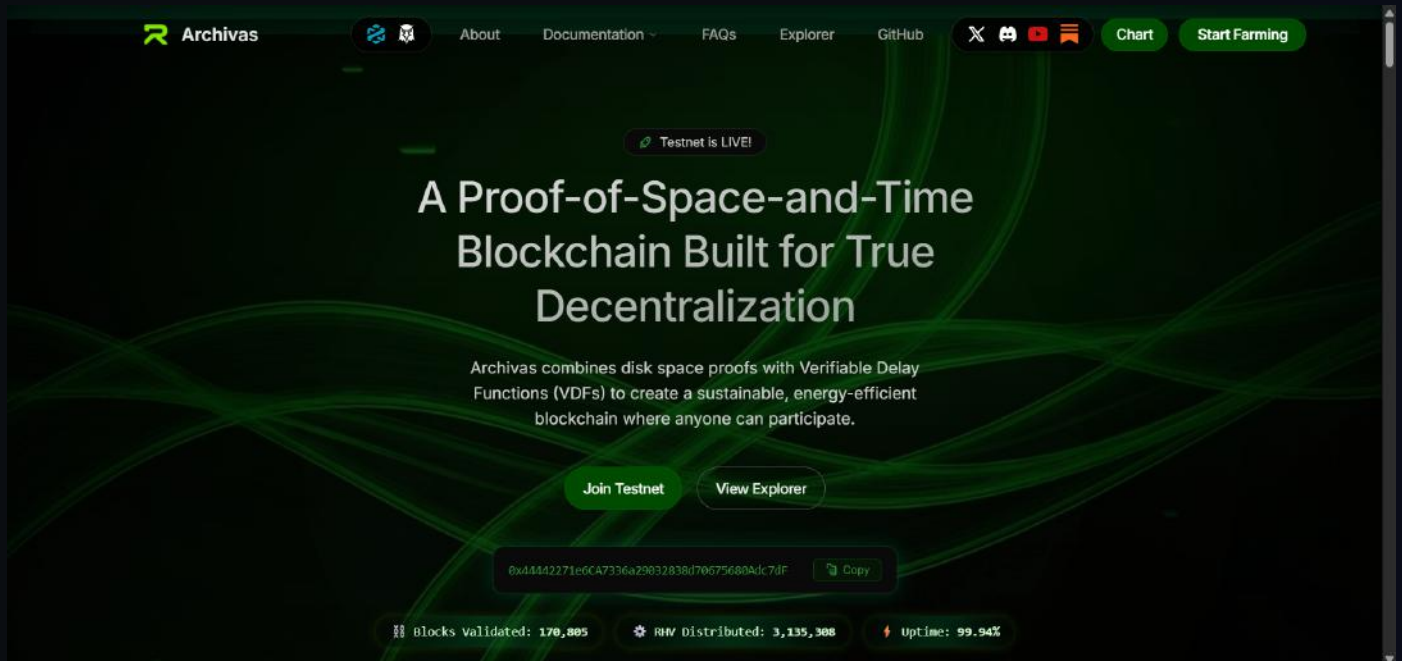 Archivas
About
Documentation
FAQs
Explorer
GitHub
Chart
Start Farming
Testnet is LIVE!
A Proof-of-Space-and-Time
Blockchain Built for True
Decentralization
Archivas combines disk space proofs with Verifiable Delay
Functions (VDFs) to create a sustainable, energy-efficient
blockchain where anyone can participate.
Join Testnet
View Explorer
0x44442271e6CA7336a29032838d70675680Adc7dF
Copy
Blocks Validated: 170,805
RHV Distributed: 3,135,308
Uptime: 99.94%